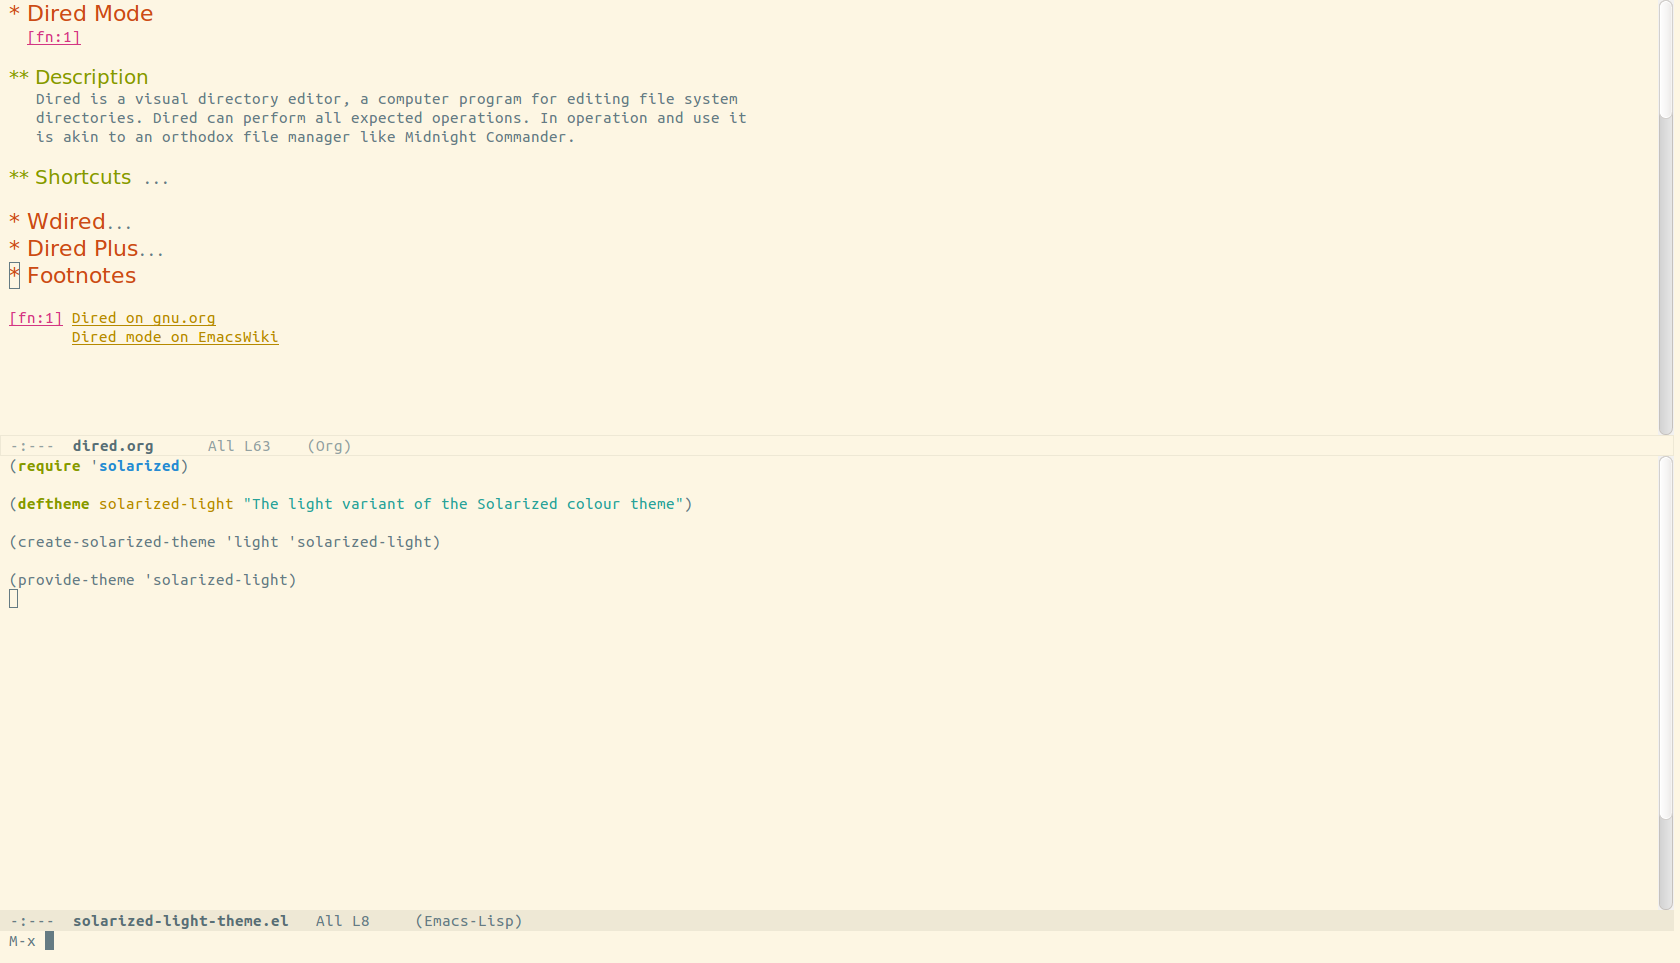 * Dired Mode
[fn:1]
** Description
Dired is a visual directory editor, a computer program for editing file system
directories. Dired can perform all expected operations. In operation and use it
is akin to an orthodox file manager like Midnight Commander.
** Shortcuts ...
* Wdired...
* Dired Plus...
* Footnotes
[fn:1] Dired on gnu.org
Dired mode on EmacsWiki
-:--- dired.org All L63 (Org)
(require 'solarized)
(deftheme solarized-light "The light variant of the Solarized colour theme")
(create-solarized-theme 'light 'solarized-light)
(provide-theme 'solarized-light)
-:--- solarized-light-theme.el All L8 (Emacs-Lisp)
M-x